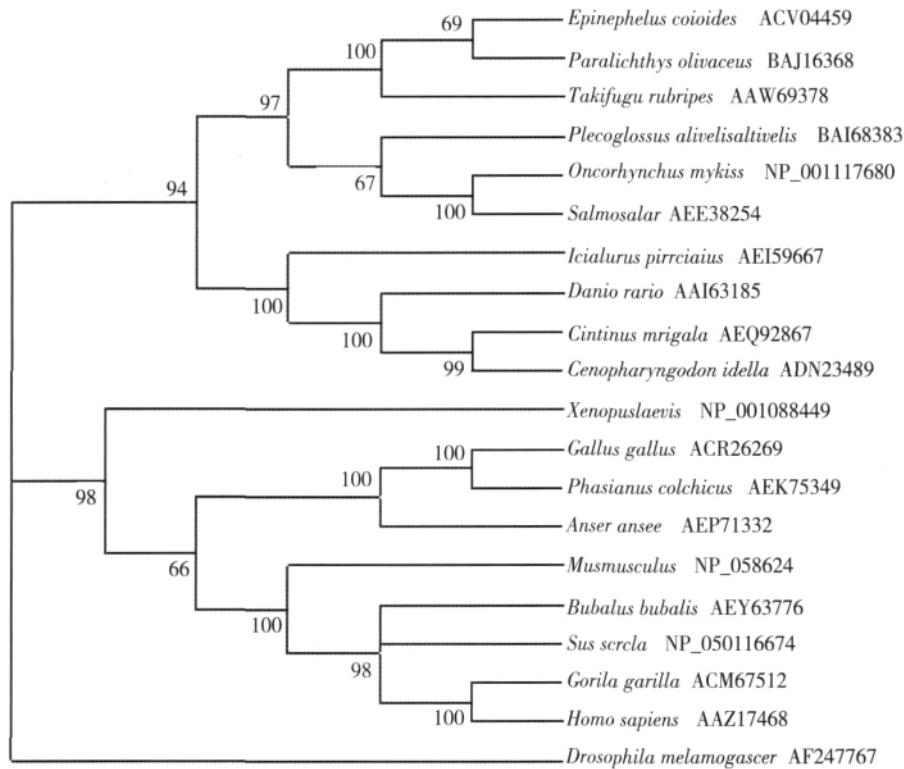 69
Epinephelus coioides ACV04459
100
Paralichthys olivaceus BAJ16368
97
Takifugu rubripes AAW69378
Plecoglossus alivelisaltivelis BAI68383
67
Oncorhynchus mykiss NP_001117680
94
100
Salmosalar AEE38254
Icialurus pirrciaius AEI59667
100
Danio rario AAI63185
100
Cintinus mrigala AEQ92867
99
Cenopharyngodon idella ADN23489
Xenopuslaevis NP_001088449
98
100
Gallus gallus ACR26269
100
Phasianus colchicus AEK75349
Anser ansee AEP71332
66
Musmusculus NP_058624
100
Bubalus bubalis AEY63776
Sus scrcla NP_050116674
98
Gorila garilla ACM67512
100
Homo sapiens AAZ17468
Drosophila melamogascer AF247767